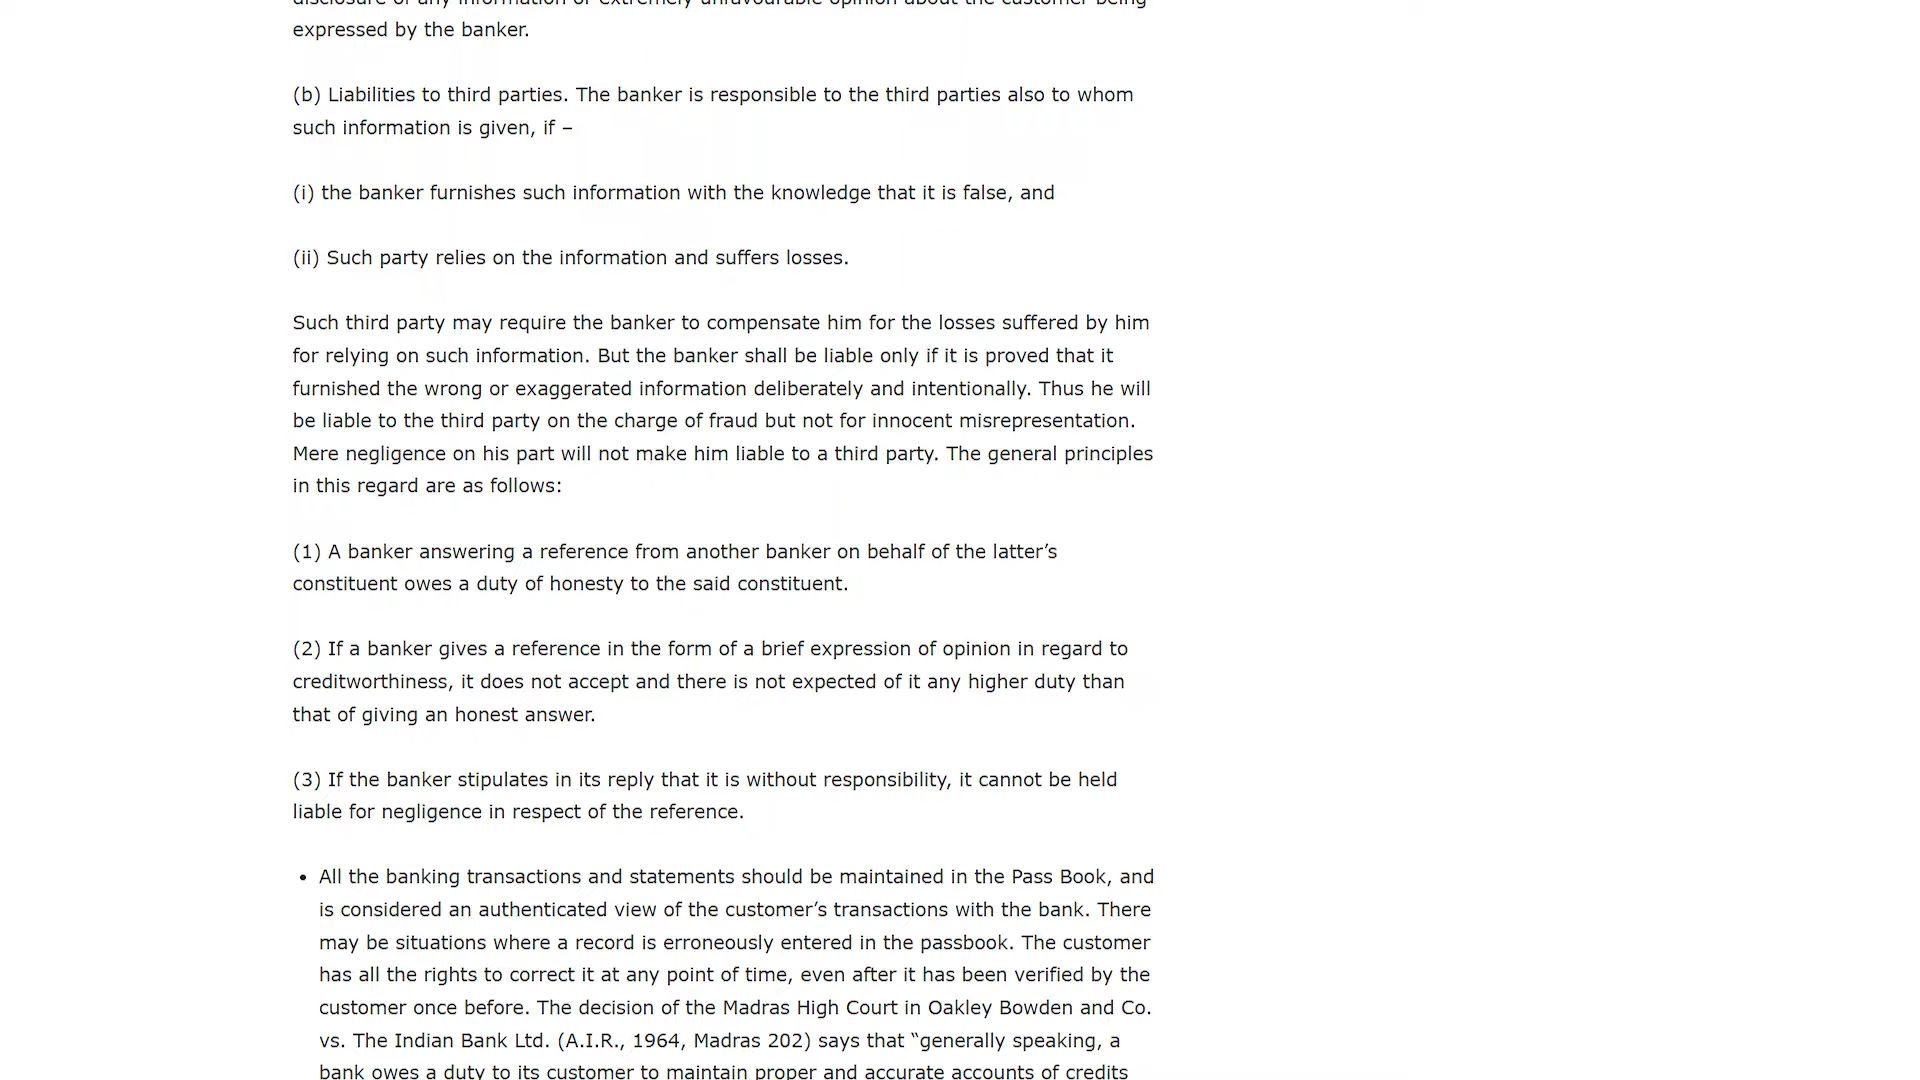 disclosure of any information or extremely unfavourable opinion about the customer being
expressed by the banker.
(b) Liabilities to third parties. The banker is responsible to the third parties also to whom
such information is given, if –
(i) the banker furnishes such information with the knowledge that it is false, and
(ii) Such party relies on the information and suffers losses.
Such third party may require the banker to compensate him for the losses suffered by him
for relying on such information. But the banker shall be liable only if it is proved that it
furnished the wrong or exaggerated information deliberately and intentionally. Thus he will
be liable to the third party on the charge of fraud but not for innocent misrepresentation.
Mere negligence on his part will not make him liable to a third party. The general principles
in this regard are as follows:
(1) A banker answering a reference from another banker on behalf of the latter’s
constituent owes a duty of honesty to the said constituent.
(2) If a banker gives a reference in the form of a brief expression of opinion in regard to
creditworthiness, it does not accept and there is not expected of it any higher duty than
that of giving an honest answer.
(3) If the banker stipulates in its reply that it is without responsibility, it cannot be held
liable for negligence in respect of the reference.
• All the banking transactions and statements should be maintained in the Pass Book, and
is considered an authenticated view of the customer’s transactions with the bank. There
may be situations where a record is erroneously entered in the passbook. The customer
has all the rights to correct it at any point of time, even after it has been verified by the
customer once before. The decision of the Madras High Court in Oakley Bowden and Co.
vs. The Indian Bank Ltd. (A.I.R., 1964, Madras 202) says that “generally speaking, a
bank owes a duty to its customer to maintain proper and accurate accounts of credits